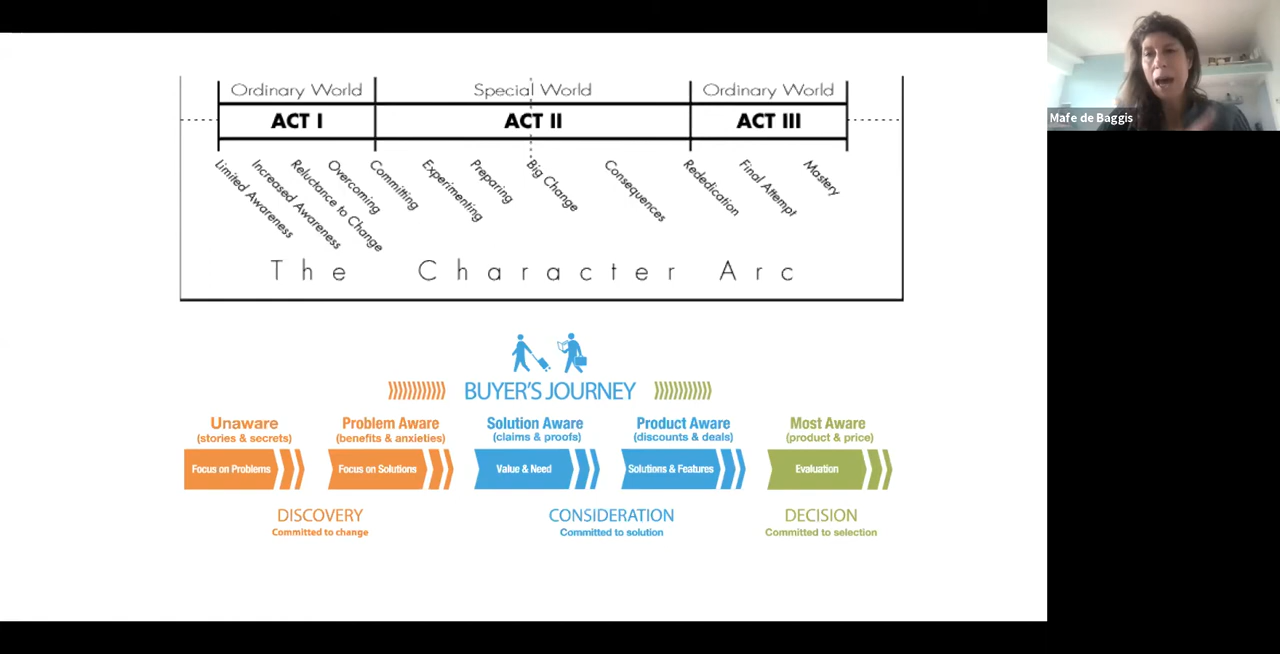 Ordinary World
Special World
Ordinary World
ACT I
ACT II
ACT III
Limited Awareness
Increased Awareness
Reluctance to Change
Overcoming
Committing
Experimenting
Preparing
Big Change
Consequences
Rededication
Final Attempt
Mastery
The Character Arc
BUYER'S JOURNEY
Unaware
(stories & secrets)
Focus on Problems
Problem Aware
(benefits & anxieties)
Focus on Solutions
Solution Aware
(claims & proofs)
Value & Need
Product Aware
(discounts & deals)
Solutions & Features
Most Aware
(product & price)
Evaluation
DISCOVERY
Committed to change
CONSIDERATION
Committed to solution
DECISION
Committed to selection
Mafe de Baggis